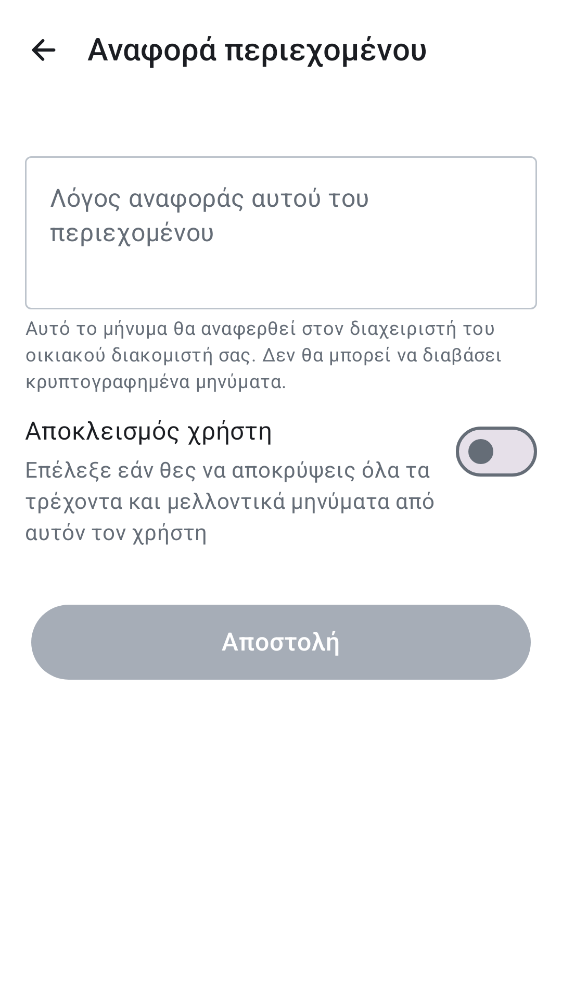 Αναφορά περιεχομένου
Λόγος αναφοράς αυτού του
περιεχομένου
Αυτό το μήνυμα θα αναφερθεί στον διαχειριστή του
οικιακού διακομιστή σας. Δεν θα μπορεί να διαβάσει
κρυπτογραφημένα μηνύματα.
Αποκλεισμός χρήστη
Επέλεξε εάν θες να αποκρύψεις όλα τα
τρέχοντα και μελλοντικά μηνύματα από
αυτόν τον χρήστη
Αποστολή